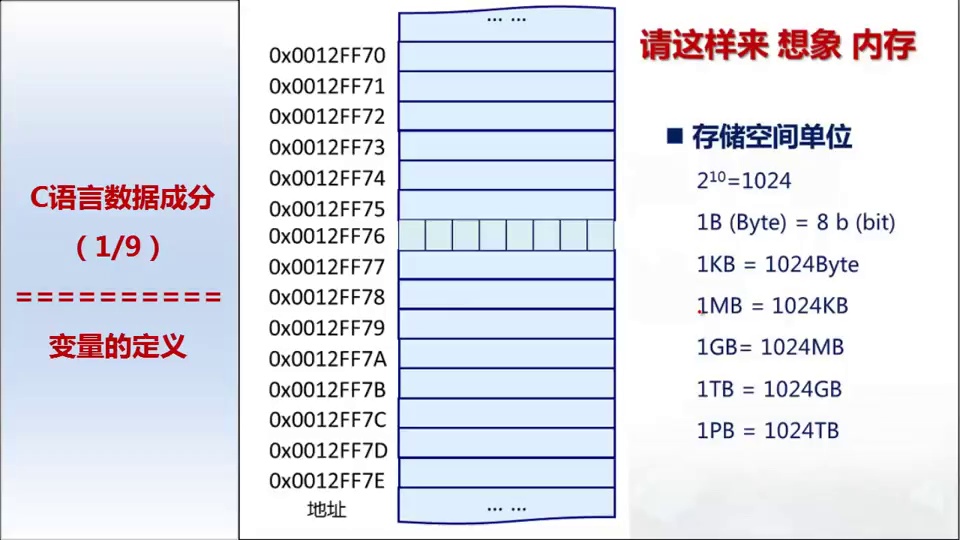 C语言数据成分
（1/9）
==========
变量的定义
... ...
0x0012FF70
0x0012FF71
0x0012FF72
0x0012FF73
0x0012FF74
0x0012FF75
0x0012FF76
0x0012FF77
0x0012FF78
0x0012FF79
0x0012FF7A
0x0012FF7B
0x0012FF7C
0x0012FF7D
0x0012FF7E
地址
... ...
请这样来 想象 内存
■ 存储空间单位
2¹⁰=1024
1B (Byte) = 8 b (bit)
1KB = 1024Byte
1MB = 1024KB
1GB= 1024MB
1TB = 1024GB
1PB = 1024TB